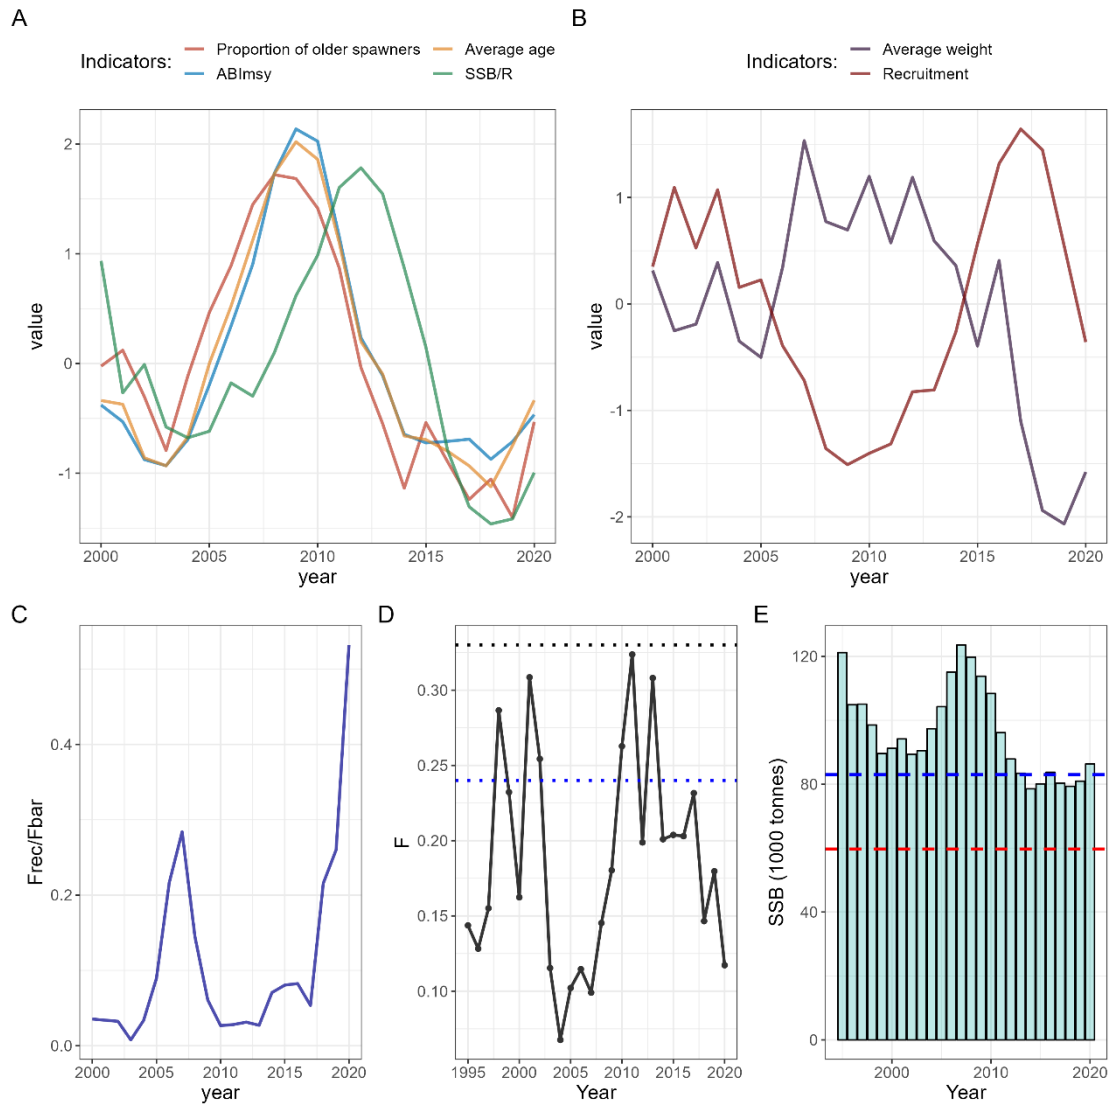 A
Indicators:
Proportion of older spawners
Average age
ABImsy
SSB/R
value
2
1
0
-1
2000
2005
2010
2015
2020
year
B
Indicators:
Average weight
Recruitment
value
1
0
-1
-2
2000
2005
2010
2015
2020
year
C
Frec/Fbar
0.4
0.2
0.0
2000
2005
2010
2015
2020
year
D
F
0.30
0.25
0.20
0.15
0.10
1995
2000
2005
2010
2015
2020
Year
E
SSB (1000 tonnes)
120
80
40
0
2000
2010
2020
Year